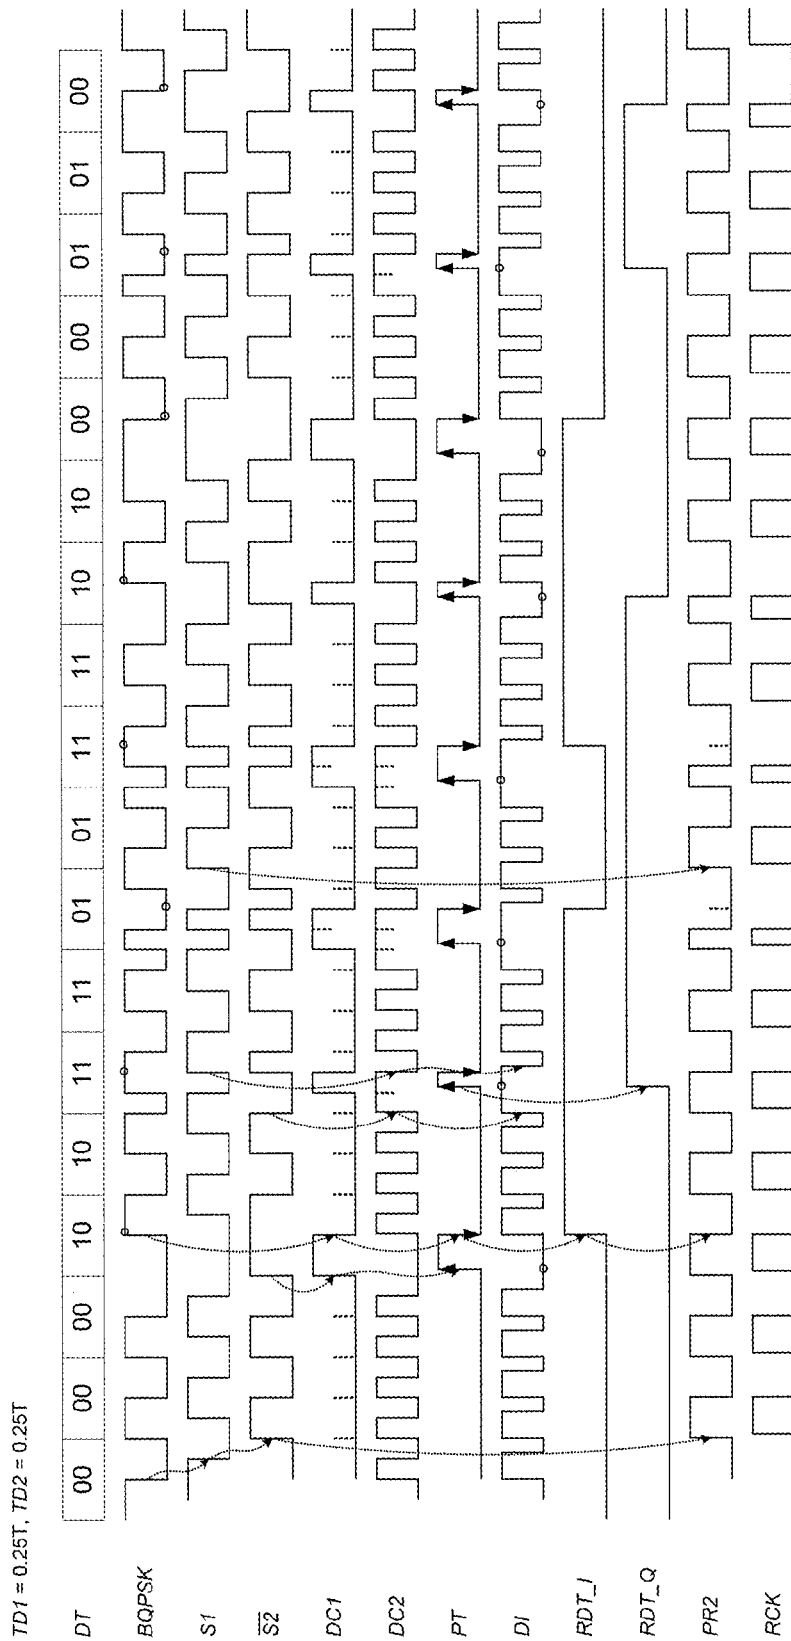 TD1 = 0.25T, TD2 = 0.25T
DT 00 00 00 10 10 11 11 01 01 11 11 10 10 00 00 01 01 00
BQPSK
S1
S̅2̅
DC1
DC2
PT
DI
RDT_I
RDT_Q
PR2
RCK